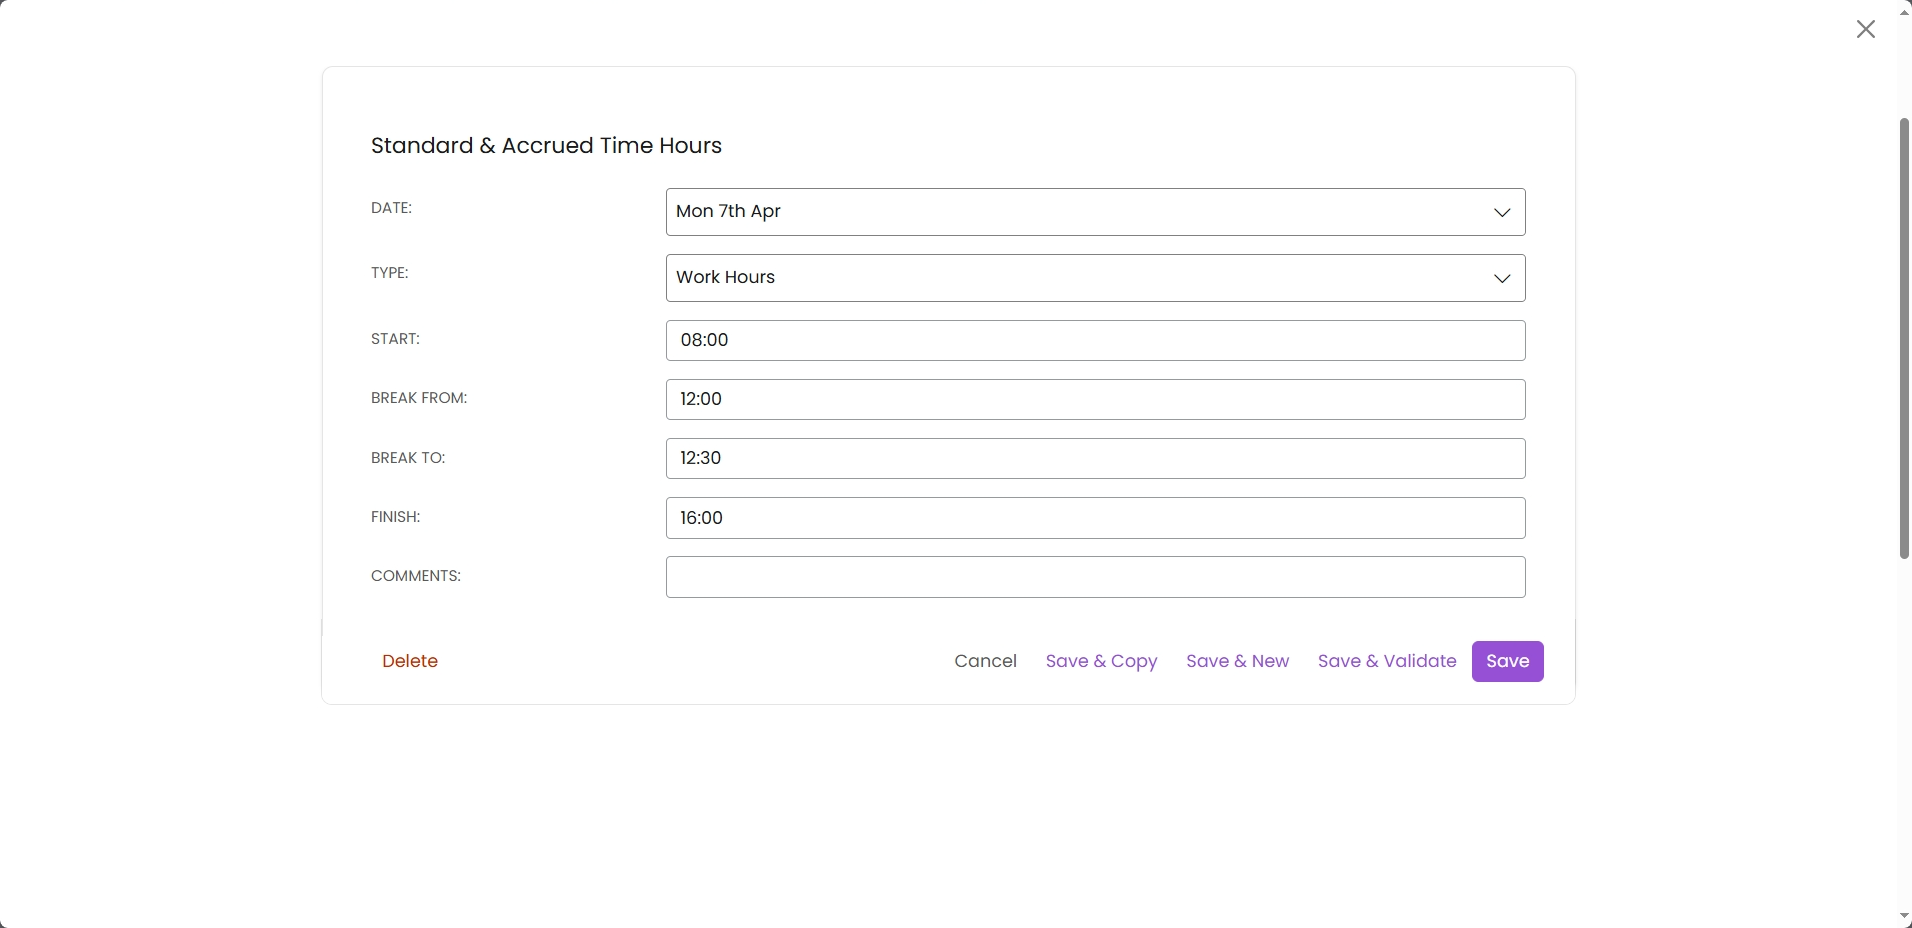 Standard & Accrued Time Hours
DATE: Mon 7th Apr
TYPE: Work Hours
START: 08:00
BREAK FROM: 12:00
BREAK TO: 12:30
FINISH: 16:00
COMMENTS:
Delete Cancel Save & Copy Save & New Save & Validate Save